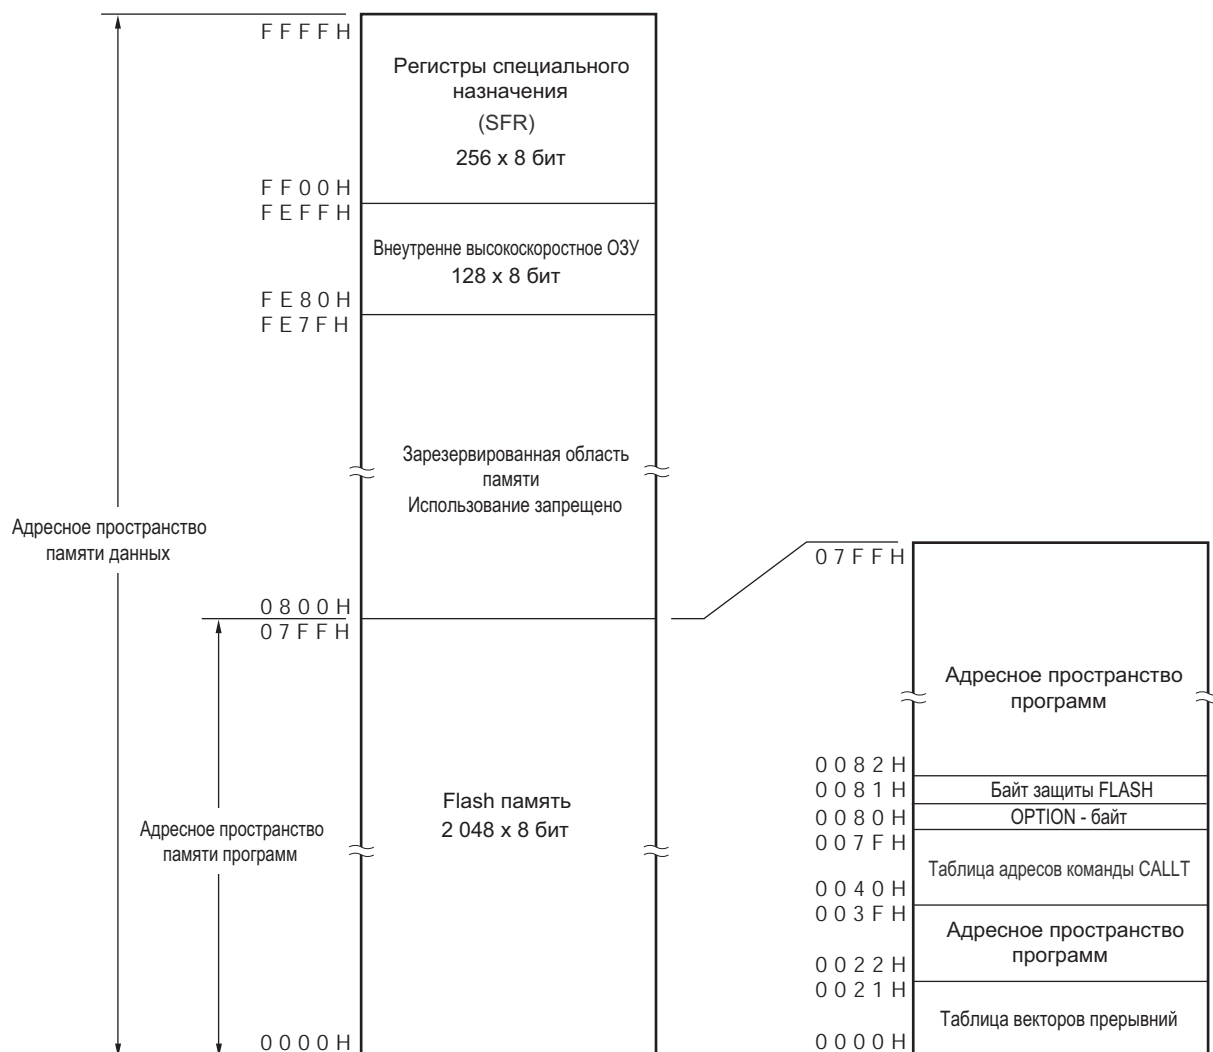 FFFFH
Регистры специального
назначения
(SFR)
256 x 8 бит
FF00H
FEFFH
Внеутренне высокоскоростное ОЗУ
128 x 8 бит
FE80H
FE7FH
Зарезервированная область
памяти
Использование запрещено
Адресное пространство
памяти данных
0800H
07FFH
Flash память
2 048 x 8 бит
Адресное пространство
памяти программ
0000H
07FFH
Адресное пространство
программ
0082H
0081H
Байт защиты FLASH
0080H
OPTION - байт
007FH
Таблица адресов команды CALLT
0040H
003FH
Адресное пространство
программ
0022H
0021H
Таблица векторов прерывний
0000H